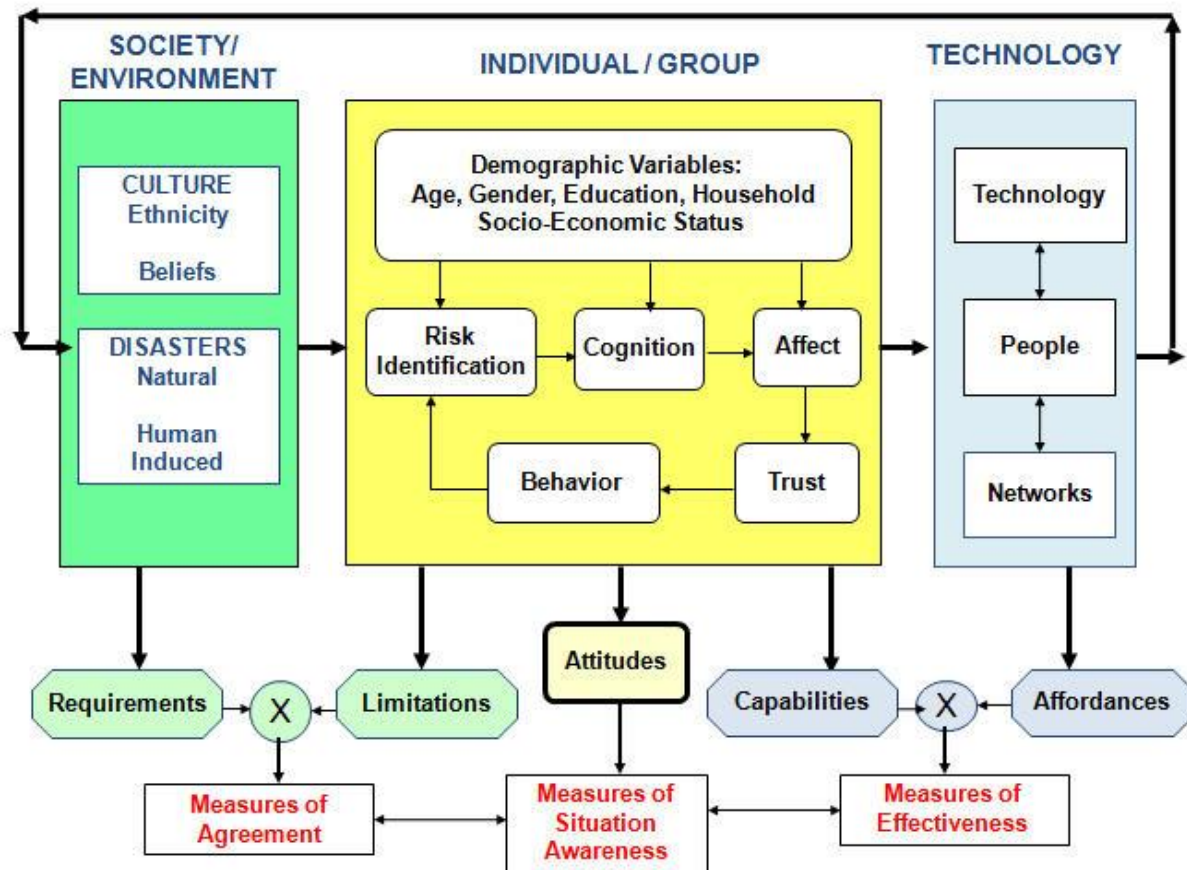 SOCIETY/
ENVIRONMENT
INDIVIDUAL / GROUP
TECHNOLOGY
CULTURE
Ethnicity
Beliefs
DISASTERS
Natural
Human
Induced
Demographic Variables:
Age, Gender, Education, Household
Socio-Economic Status
Risk
Identification
Cognition
Affect
Behavior
Trust
Technology
People
Networks
Requirements
X
Limitations
Attitudes
Capabilities
X
Affordances
Measures of
Agreement
Measures of
Situation
Awareness
Measures of
Effectiveness